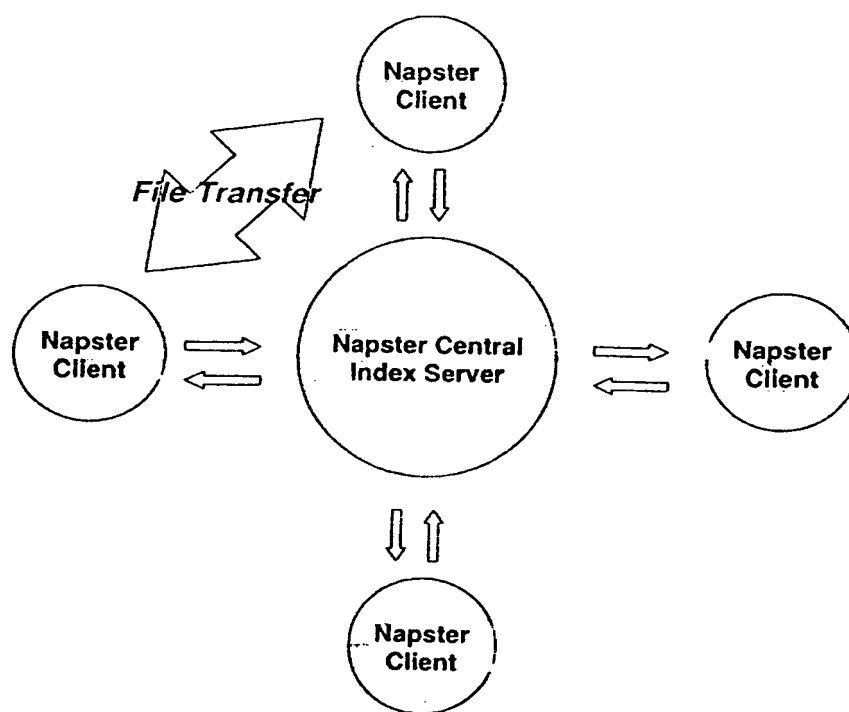 Napster
Client
File Transfer
Napster
Client
Napster Central
Index Server
Napster
Client
Napster
Client